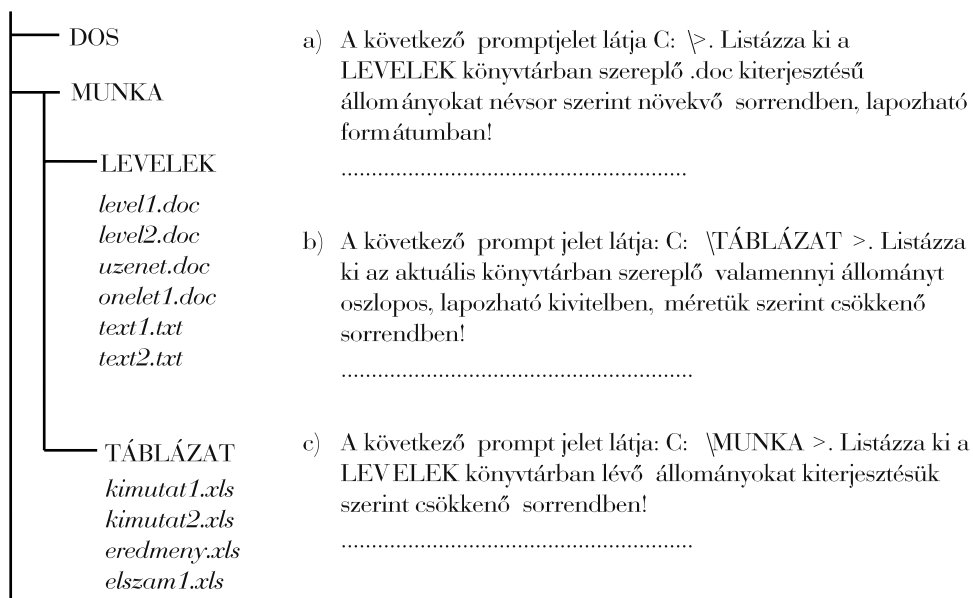 DOS
MUNKA
LEVELEK
level1.doc
level2.doc
uzenet.doc
onelet1.doc
text1.txt
text2.txt
TÁBLÁZAT
kimutat1.xls
kimutat2.xls
eredmeny.xls
elszam1.xls
a) A következő promptjelet látja C: \>. Listázza ki a
LEVELEK könyvtárban szereplő .doc kiterjesztésű
állományokat névsor szerint növekvő sorrendben, lapozható
formátumban!
.........................................................
b) A következő prompt jelet látja: C: \TÁBLÁZAT >. Listázza
ki az aktuális könyvtárban szereplő valamennyi állományt
oszlopos, lapozható kivitelben, méretük szerint csökkenő
sorrendben!
..........................................................
c) A következő prompt jelet látja: C: \MUNKA >. Listázza ki a
LEVELEK könyvtárban lévő állományokat kiterjesztésük
szerint csökkenő sorrendben!
..........................................................